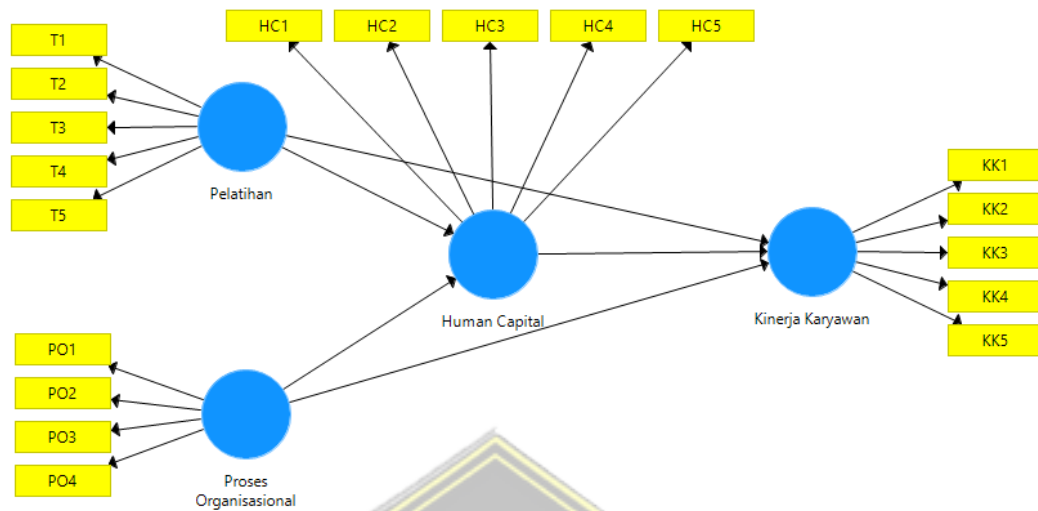 HC1 HC2 HC3 HC4 HC5
T1
T2
T3
T4
T5
Pelatihan
KK1
KK2
KK3
KK4
KK5
Human Capital
Kinerja Karyawan
PO1
PO2
PO3
PO4
Proses
Organisasional